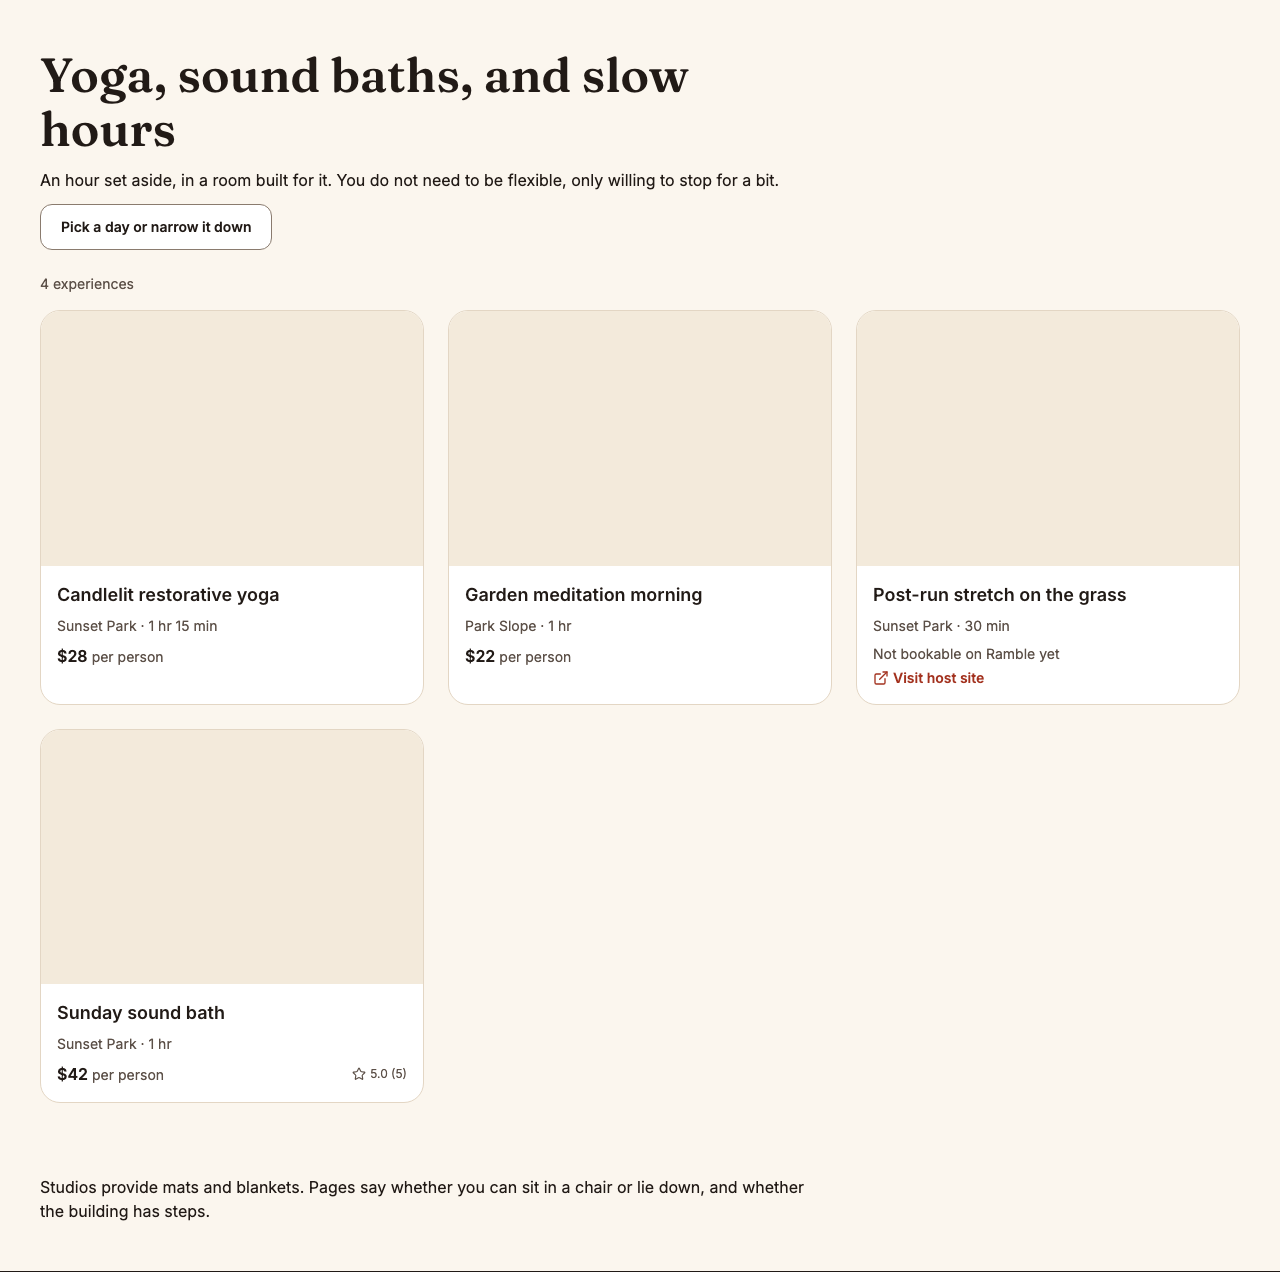 Yoga, sound baths, and slow
hours
An hour set aside, in a room built for it. You do not need to be flexible, only willing to stop for a bit.
Pick a day or narrow it down
4 experiences
Candlelit restorative yoga
Sunset Park · 1 hr 15 min
$28 per person
Garden meditation morning
Park Slope · 1 hr
$22 per person
Post-run stretch on the grass
Sunset Park · 30 min
Not bookable on Ramble yet
Visit host site
Sunday sound bath
Sunset Park · 1 hr
$42 per person
5.0 (5)
Studios provide mats and blankets. Pages say whether you can sit in a chair or lie down, and whether
the building has steps.